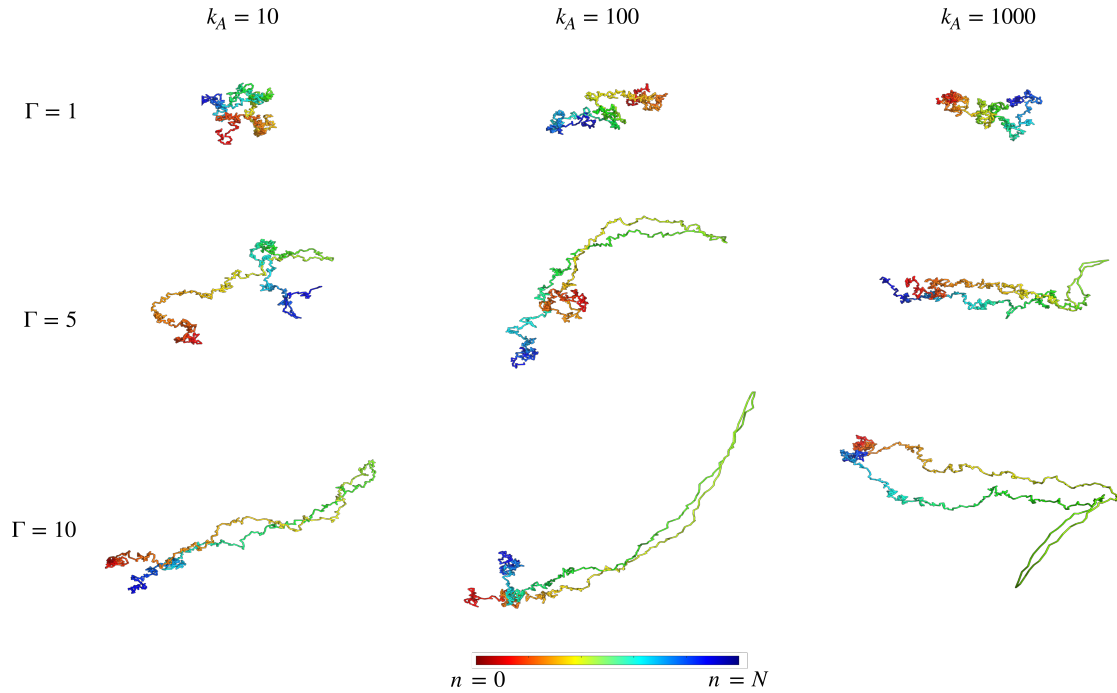 k_A = 10
k_A = 100
k_A = 1000
Γ = 1
Γ = 5
Γ = 10
n = 0
n = N